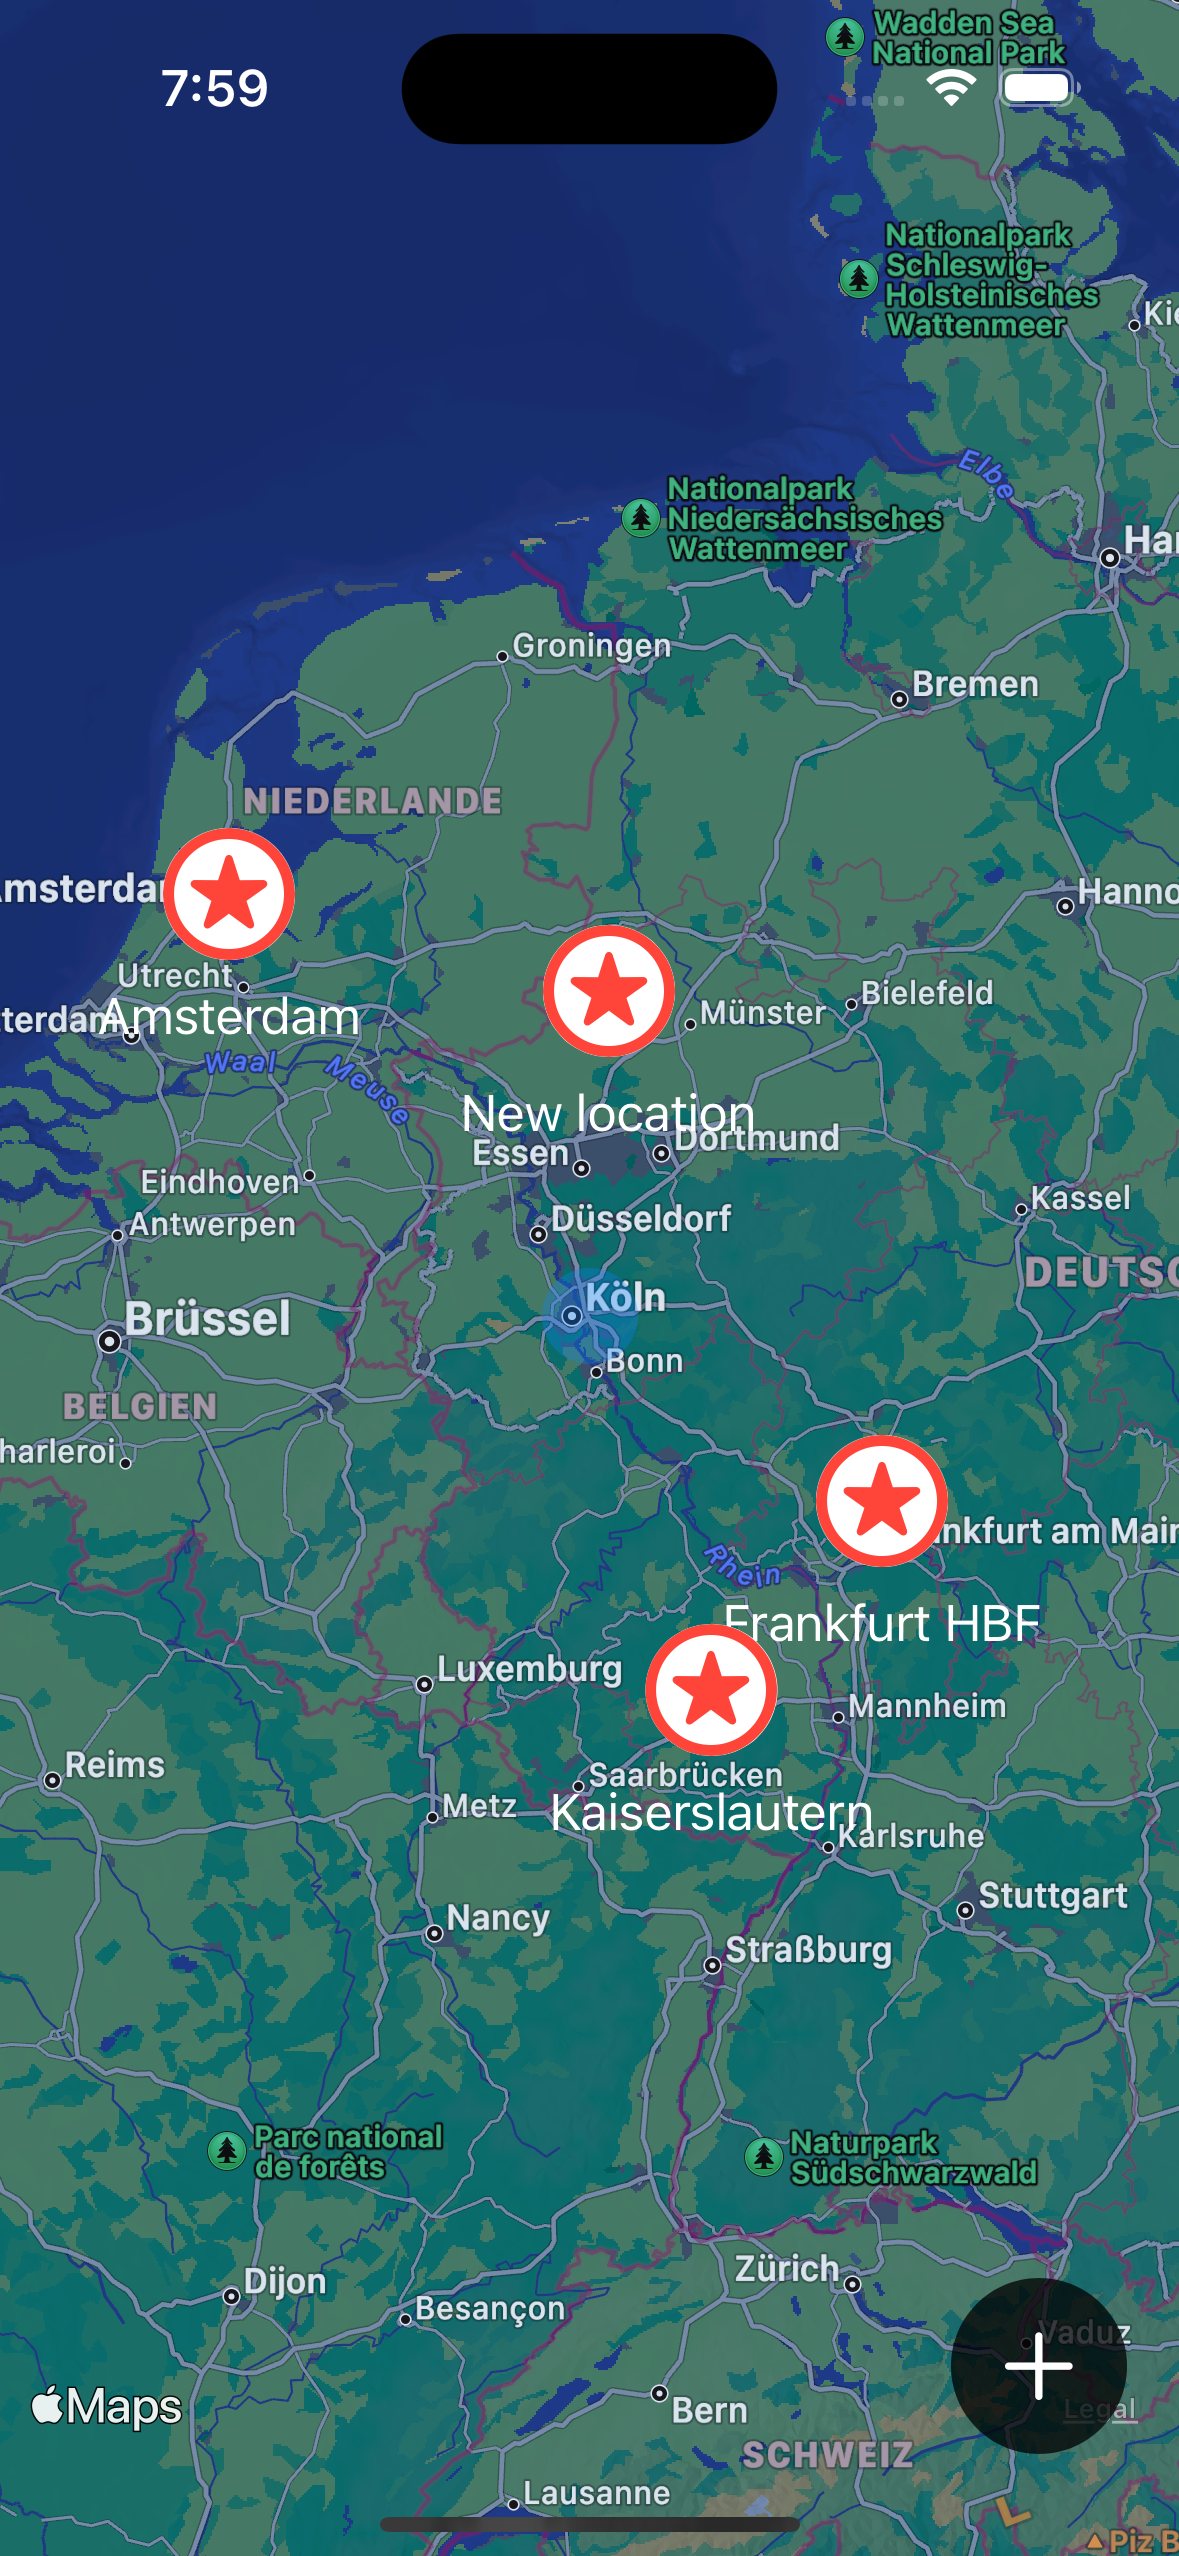 Wadden Sea
National Park
7:59
Nationalpark
Schleswig-
Holsteinisches
Wattenmeer
Kie
Elbe
Nationalpark
Niedersächsisches
Wattenmeer
Ha
Groningen
Bremen
NIEDERLANDE
msterda
Hanno
Utrecht
Bielefeld
Münster
terdam
Amsterdam
Waal
Meuse
New location
Dortmund
Essen
Eindhoven
Kassel
Antwerpen
Düsseldorf
DEUTSC
Köln
Brüssel
Bonn
BELGIEN
harleroi
nkfurt am Main
Rhein
Frankfurt HBF
Luxemburg
Mannheim
Reims
Saarbrücken
Metz
Kaiserslautern
Karlsruhe
Stuttgart
Nancy
Straßburg
Parc national
de forêts
Naturpark
Südschwarzwald
Zürich
Dijon
Besançon
Vaduz
Maps
Bern
Legal
SCHWEIZ
Lausanne
Piz B